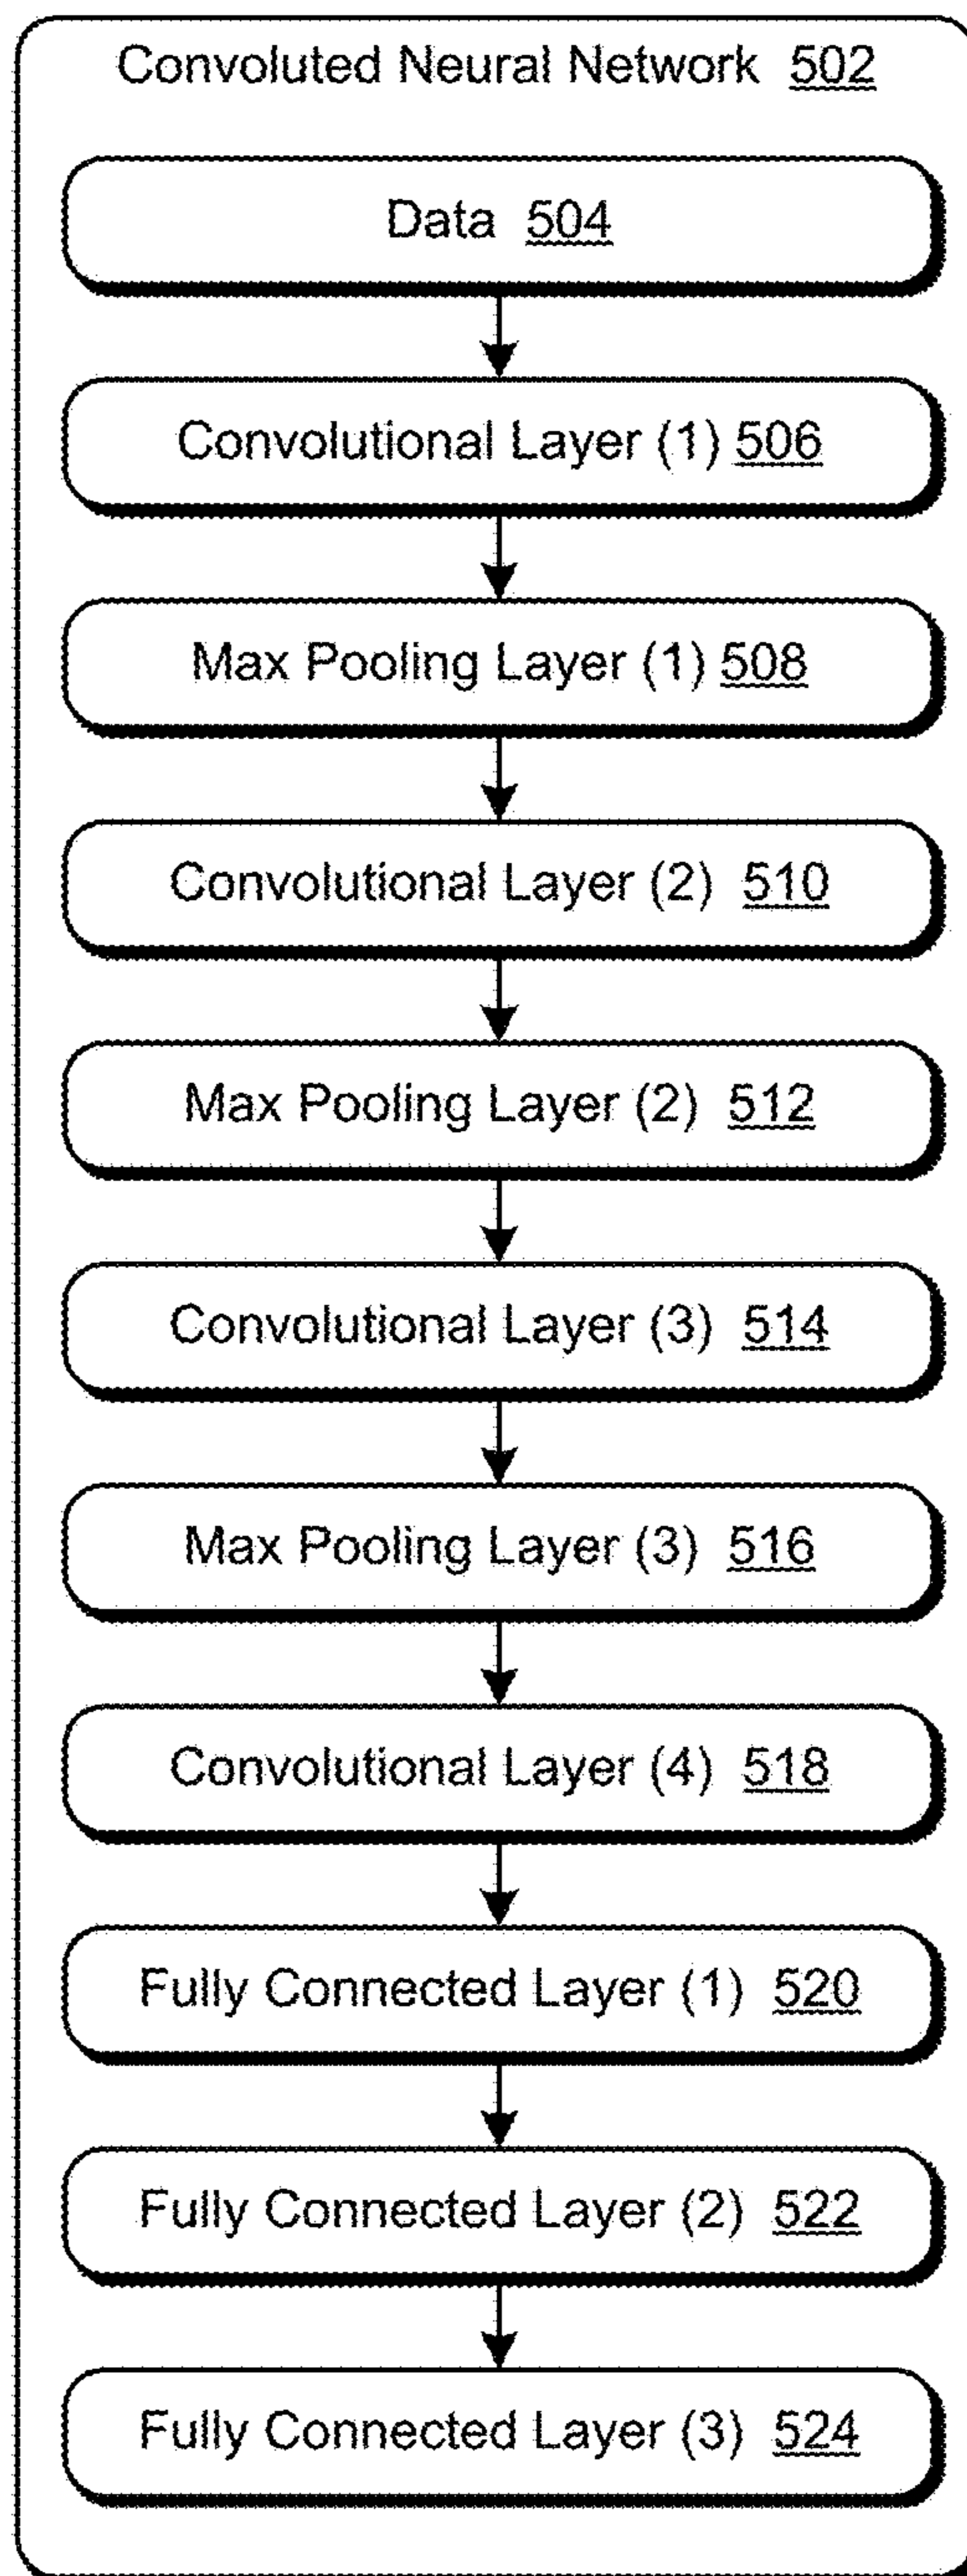 Convoluted Neural Network 502
Data 504
Convolutional Layer (1) 506
Max Pooling Layer (1) 508
Convolutional Layer (2) 510
Max Pooling Layer (2) 512
Convolutional Layer (3) 514
Max Pooling Layer (3) 516
Convolutional Layer (4) 518
Fully Connected Layer (1) 520
Fully Connected Layer (2) 522
Fully Connected Layer (3) 524